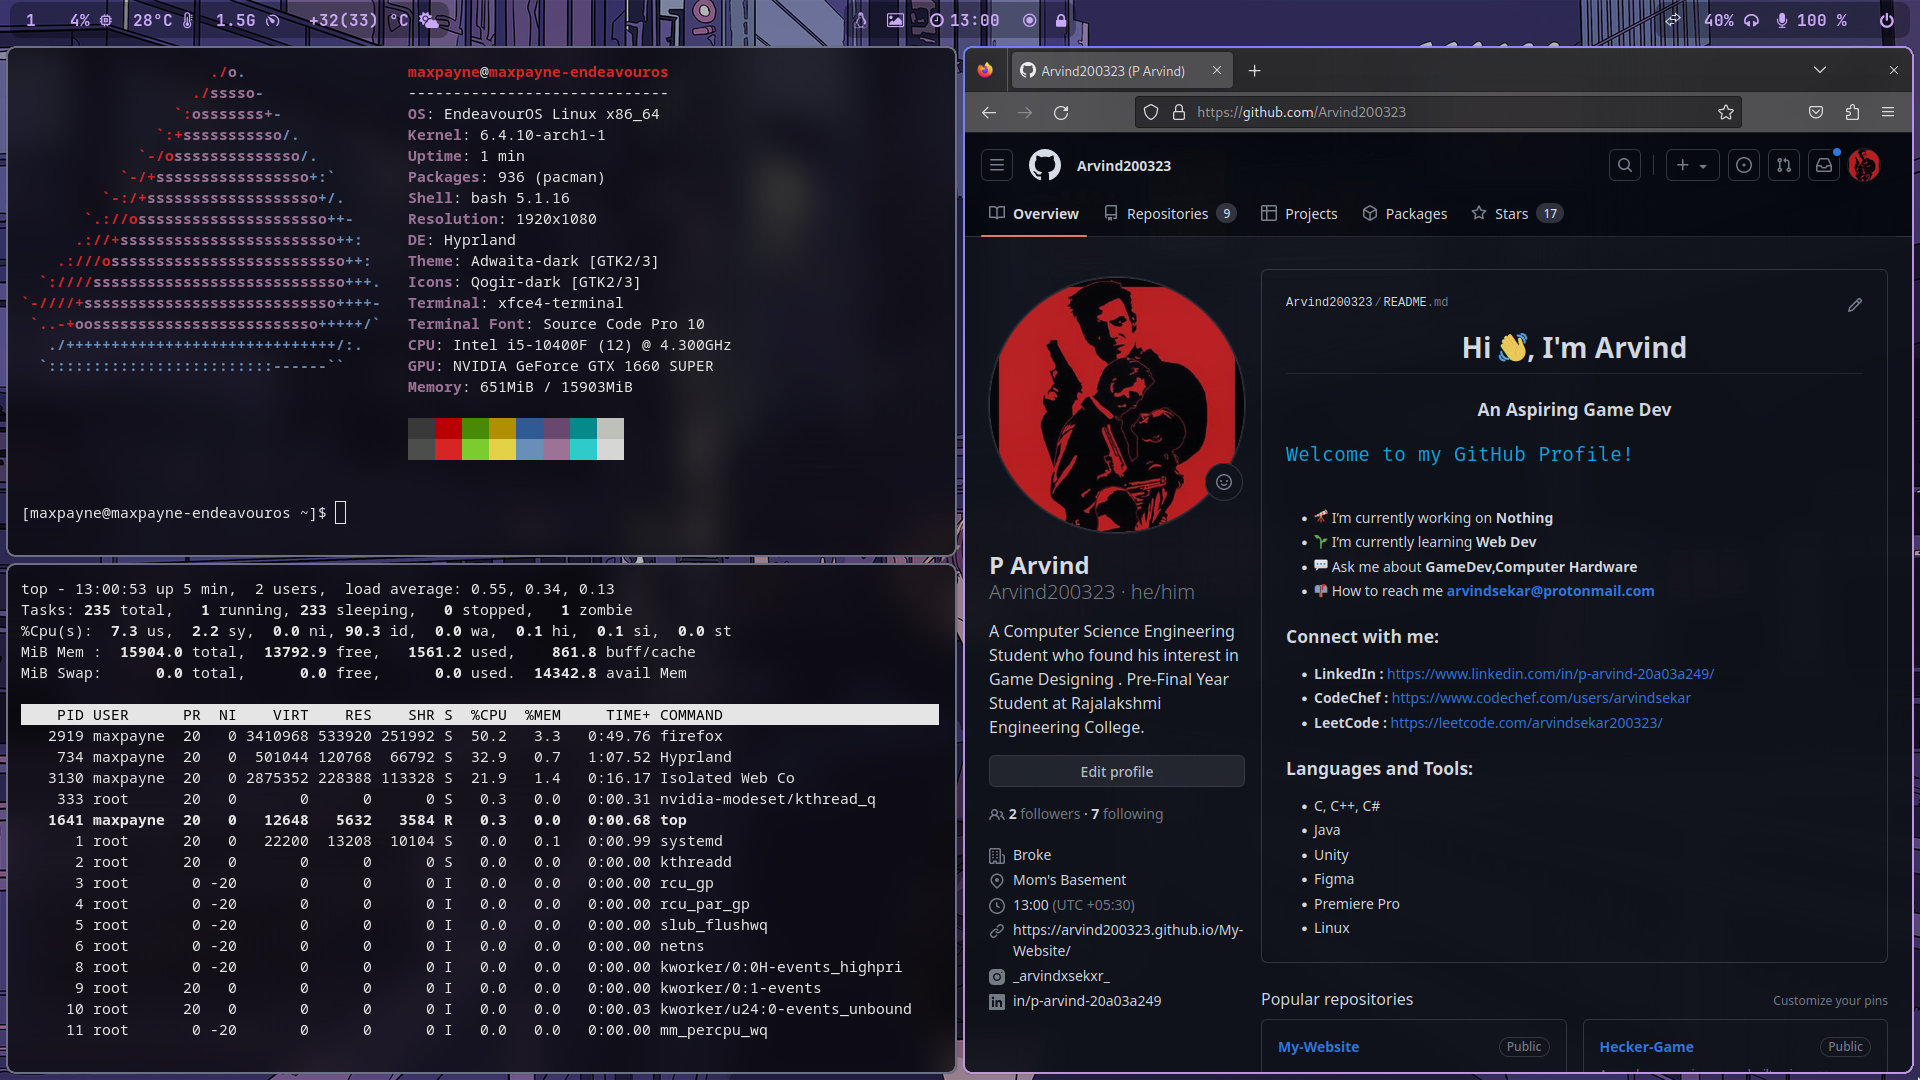 1 4% 28°C 1.5G +32(33) °C 13:00 40% 100 %
./o.
./sssso-
`:osssssss+-
`:+sssssssssso/.
`-/ossssssssssssso/.
`-/+sssssssssssssssso+:`
`-:/+sssssssssssssssssso+/.
`.://osssssssssssssssssssso++-
.://+ssssssssssssssssssssssso++:
.:///ossssssssssssssssssssssssso++:
`:////ssssssssssssssssssssssssssso+++.
`-////+ssssssssssssssssssssssssssso++++-
`..-+oosssssssssssssssssssssssso+++++/`
./++++++++++++++++++++++++++++++/:.
`:::::::::::::::::::::::::------``
maxpayne@maxpayne-endeavouros
-----------------------------
OS: EndeavourOS Linux x86_64
Kernel: 6.4.10-arch1-1
Uptime: 1 min
Packages: 936 (pacman)
Shell: bash 5.1.16
Resolution: 1920x1080
DE: Hyprland
Theme: Adwaita-dark [GTK2/3]
Icons: Qogir-dark [GTK2/3]
Terminal: xfce4-terminal
Terminal Font: Source Code Pro 10
CPU: Intel i5-10400F (12) @ 4.300GHz
GPU: NVIDIA GeForce GTX 1660 SUPER
Memory: 651MiB / 15903MiB
[maxpayne@maxpayne-endeavouros ~]$
top - 13:00:53 up 5 min,  2 users,  load average: 0.55, 0.34, 0.13
Tasks: 235 total,   1 running, 233 sleeping,   0 stopped,   1 zombie
%Cpu(s):  7.3 us,  2.2 sy,  0.0 ni, 90.3 id,  0.0 wa,  0.1 hi,  0.1 si,  0.0 st
MiB Mem :  15904.0 total,  13792.9 free,   1561.2 used,    861.8 buff/cache
MiB Swap:      0.0 total,      0.0 free,      0.0 used.  14342.8 avail Mem
PID USER      PR  NI    VIRT    RES    SHR S  %CPU  %MEM     TIME+ COMMAND
2919 maxpayne  20   0 3410968 533920 251992 S  50.2   3.3   0:49.76 firefox
734 maxpayne  20   0  501044 120768  66792 S  32.9   0.7   1:07.52 Hyprland
3130 maxpayne  20   0 2875352 228388 113328 S  21.9   1.4   0:16.17 Isolated Web Co
333 root      20   0       0      0      0 S   0.3   0.0   0:00.31 nvidia-modeset/kthread_q
1641 maxpayne  20   0   12648   5632   3584 R   0.3   0.0   0:00.68 top
1 root      20   0   22200  13208  10104 S   0.0   0.1   0:00.99 systemd
2 root      20   0       0      0      0 S   0.0   0.0   0:00.00 kthreadd
3 root       0 -20       0      0      0 I   0.0   0.0   0:00.00 rcu_gp
4 root       0 -20       0      0      0 I   0.0   0.0   0:00.00 rcu_par_gp
5 root       0 -20       0      0      0 I   0.0   0.0   0:00.00 slub_flushwq
6 root       0 -20       0      0      0 I   0.0   0.0   0:00.00 netns
8 root       0 -20       0      0      0 I   0.0   0.0   0:00.00 kworker/0:0H-events_highpri
9 root      20   0       0      0      0 I   0.0   0.0   0:00.00 kworker/0:1-events
10 root      20   0       0      0      0 I   0.0   0.0   0:00.03 kworker/u24:0-events_unbound
11 root       0 -20       0      0      0 I   0.0   0.0   0:00.00 mm_percpu_wq
Arvind200323 (P Arvind)
https://github.com/Arvind200323
Arvind200323
Overview Repositories 9 Projects Packages Stars 17
P Arvind
Arvind200323 · he/him
A Computer Science Engineering
Student who found his interest in
Game Designing . Pre-Final Year
Student at Rajalakshmi
Engineering College.
Edit profile
2 followers · 7 following
Broke
Mom's Basement
13:00 (UTC +05:30)
https://arvind200323.github.io/My-
Website/
_arvindxsekxr_
in/p-arvind-20a03a249
Arvind200323/README.md
Hi 👋, I'm Arvind
An Aspiring Game Dev
Welcome to my GitHub Profile!
• 🔭 I’m currently working on Nothing
• 🌱 I’m currently learning Web Dev
• 💬 Ask me about GameDev,Computer Hardware
• 📫 How to reach me arvindsekar@protonmail.com
Connect with me:
• LinkedIn : https://www.linkedin.com/in/p-arvind-20a03a249/
• CodeChef : https://www.codechef.com/users/arvindsekar
• LeetCode : https://leetcode.com/arvindsekar200323/
Languages and Tools:
• C, C++, C#
• Java
• Unity
• Figma
• Premiere Pro
• Linux
Popular repositories Customize your pins
My-Website Public
Hecker-Game Public